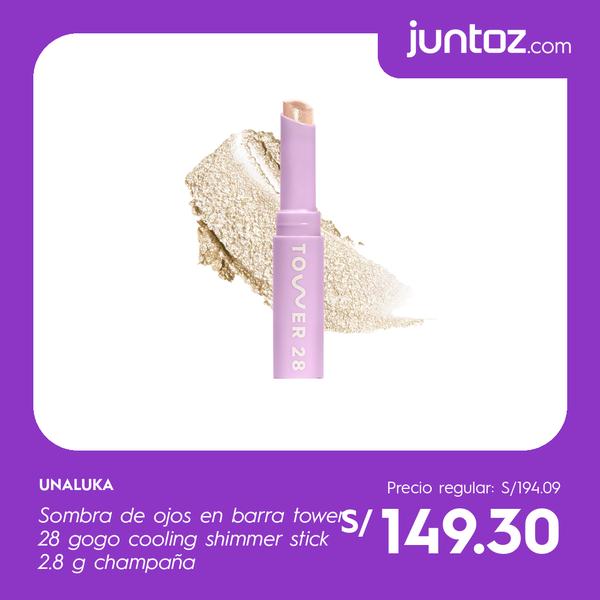 juntoz.com
TOWER 28
UNALUKA
Sombra de ojos en barra tower
28 gogo cooling shimmer stick
2.8 g champaña
Precio regular: S/194.09
S/ 149.30